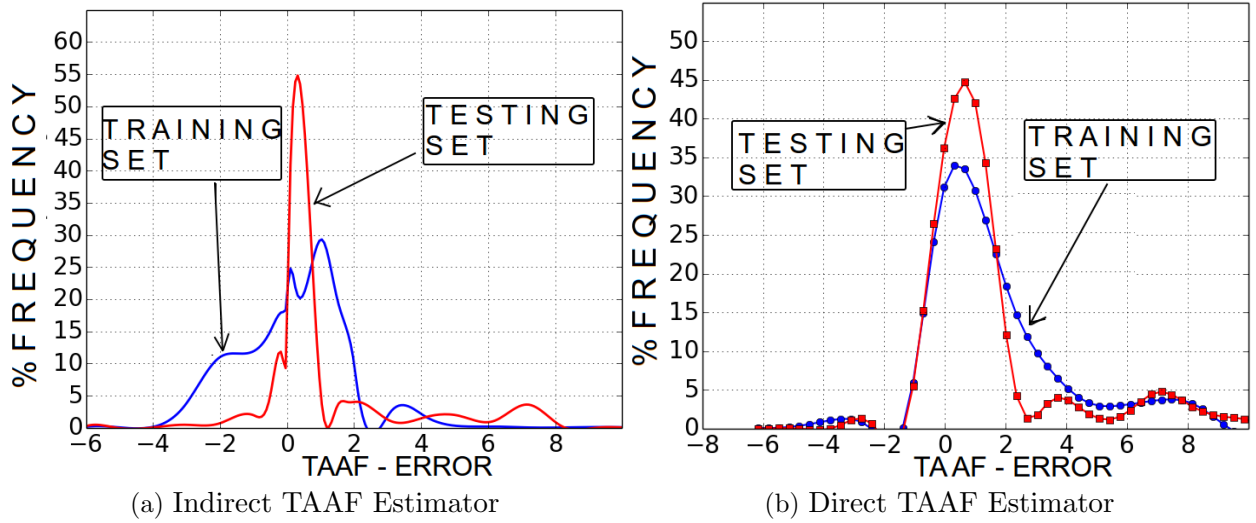 60
55
50
45
40
35
30
25
20
15
10
5
0
%FREQUENCY
TRAINING
SET
TESTING
SET
−6 −4 −2 0 2 4 6 8
TAAF - ERROR
(a) Indirect TAAF Estimator
50
45
40
35
30
25
20
15
10
5
0
%FREQUENCY
TESTING
SET
TRAINING
SET
−8 −6 −4 −2 0 2 4 6 8
TAAF - ERROR
(b) Direct TAAF Estimator